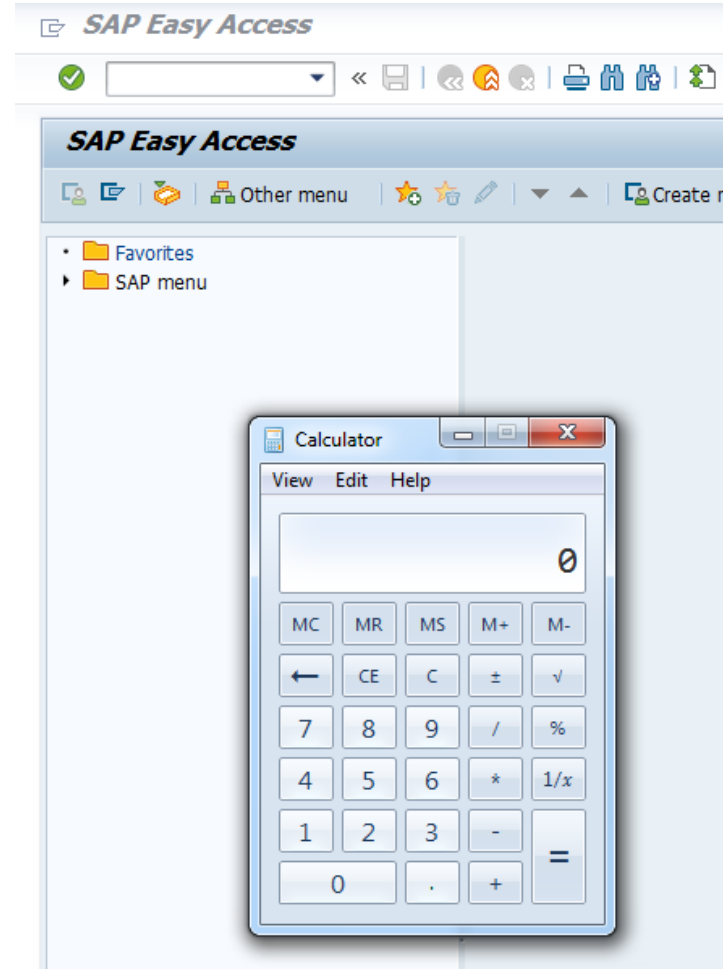 SAP Easy Access
SAP Easy Access
Other menu
Favorites
SAP menu
Calculator
View Edit Help
0
MC MR MS M+ M-
← CE C ± √
7 8 9 / %
4 5 6 * 1/x
1 2 3 - =
0 . +